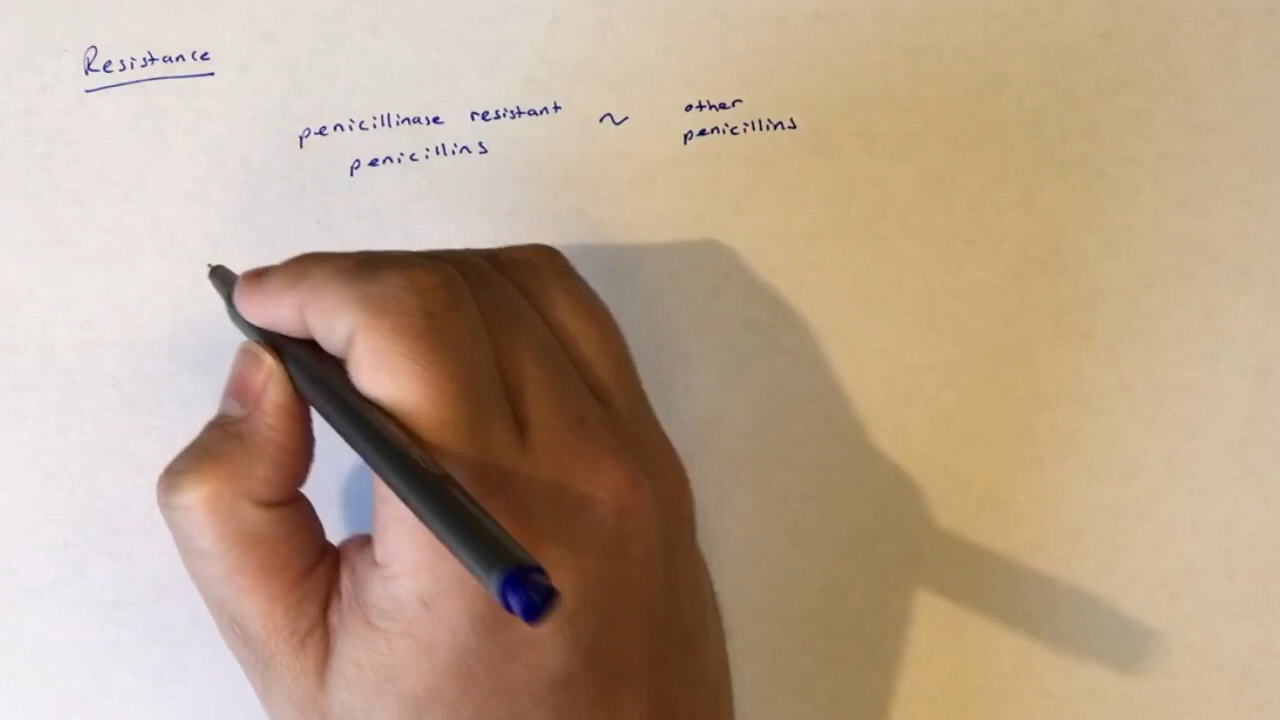 Resistance
penicillinase resistant ~ other
penicillins penicillins